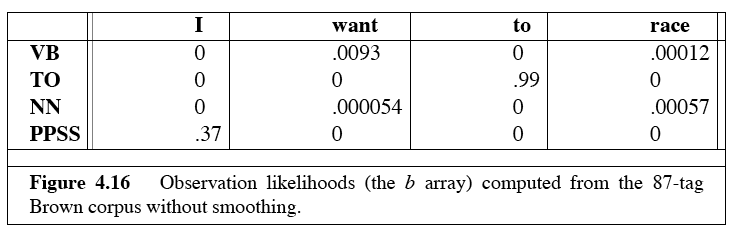 I want to race
VB 0 .0093 0 .00012
TO 0 0 .99 0
NN 0 .000054 0 .00057
PPSS .37 0 0 0
Figure 4.16 Observation likelihoods (the b array) computed from the 87-tag
Brown corpus without smoothing.